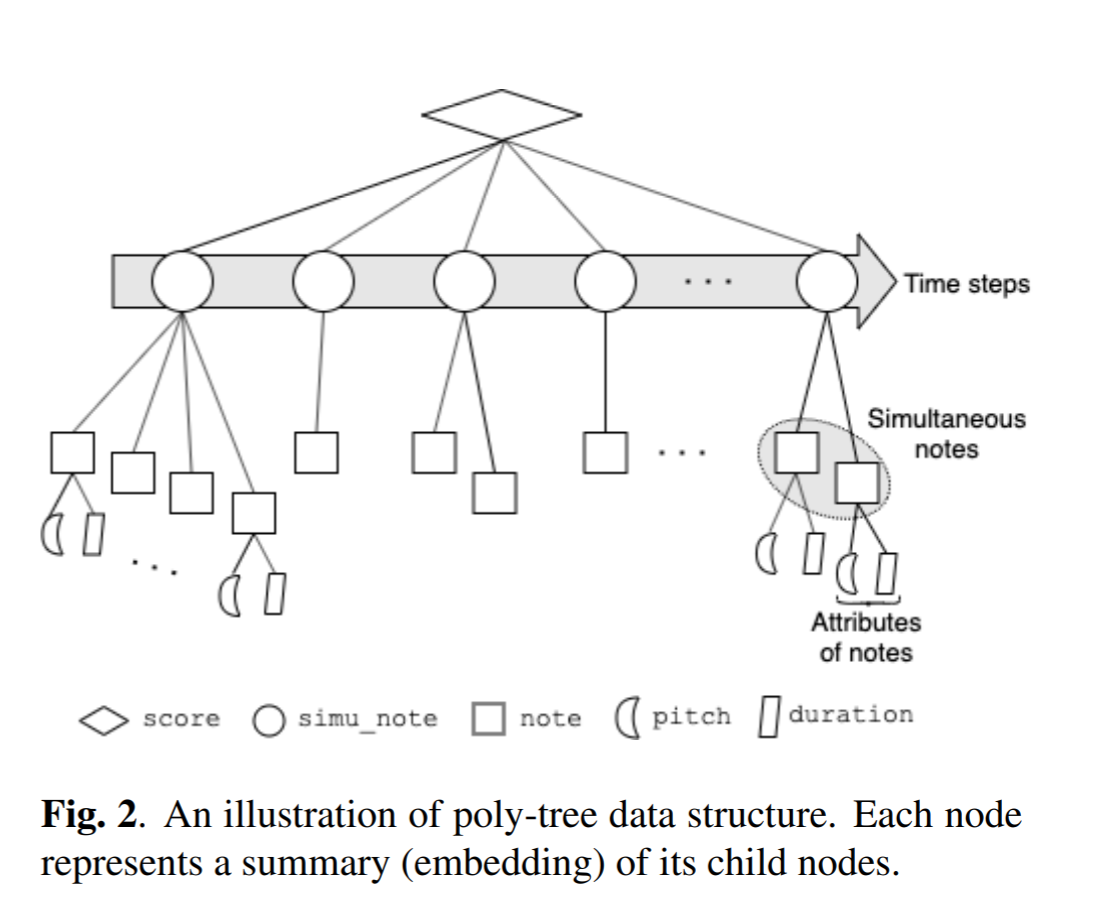 Time steps
Simultaneous
notes
Attributes
of notes
score simu_note note pitch duration
Fig. 2. An illustration of poly-tree data structure. Each node
represents a summary (embedding) of its child nodes.